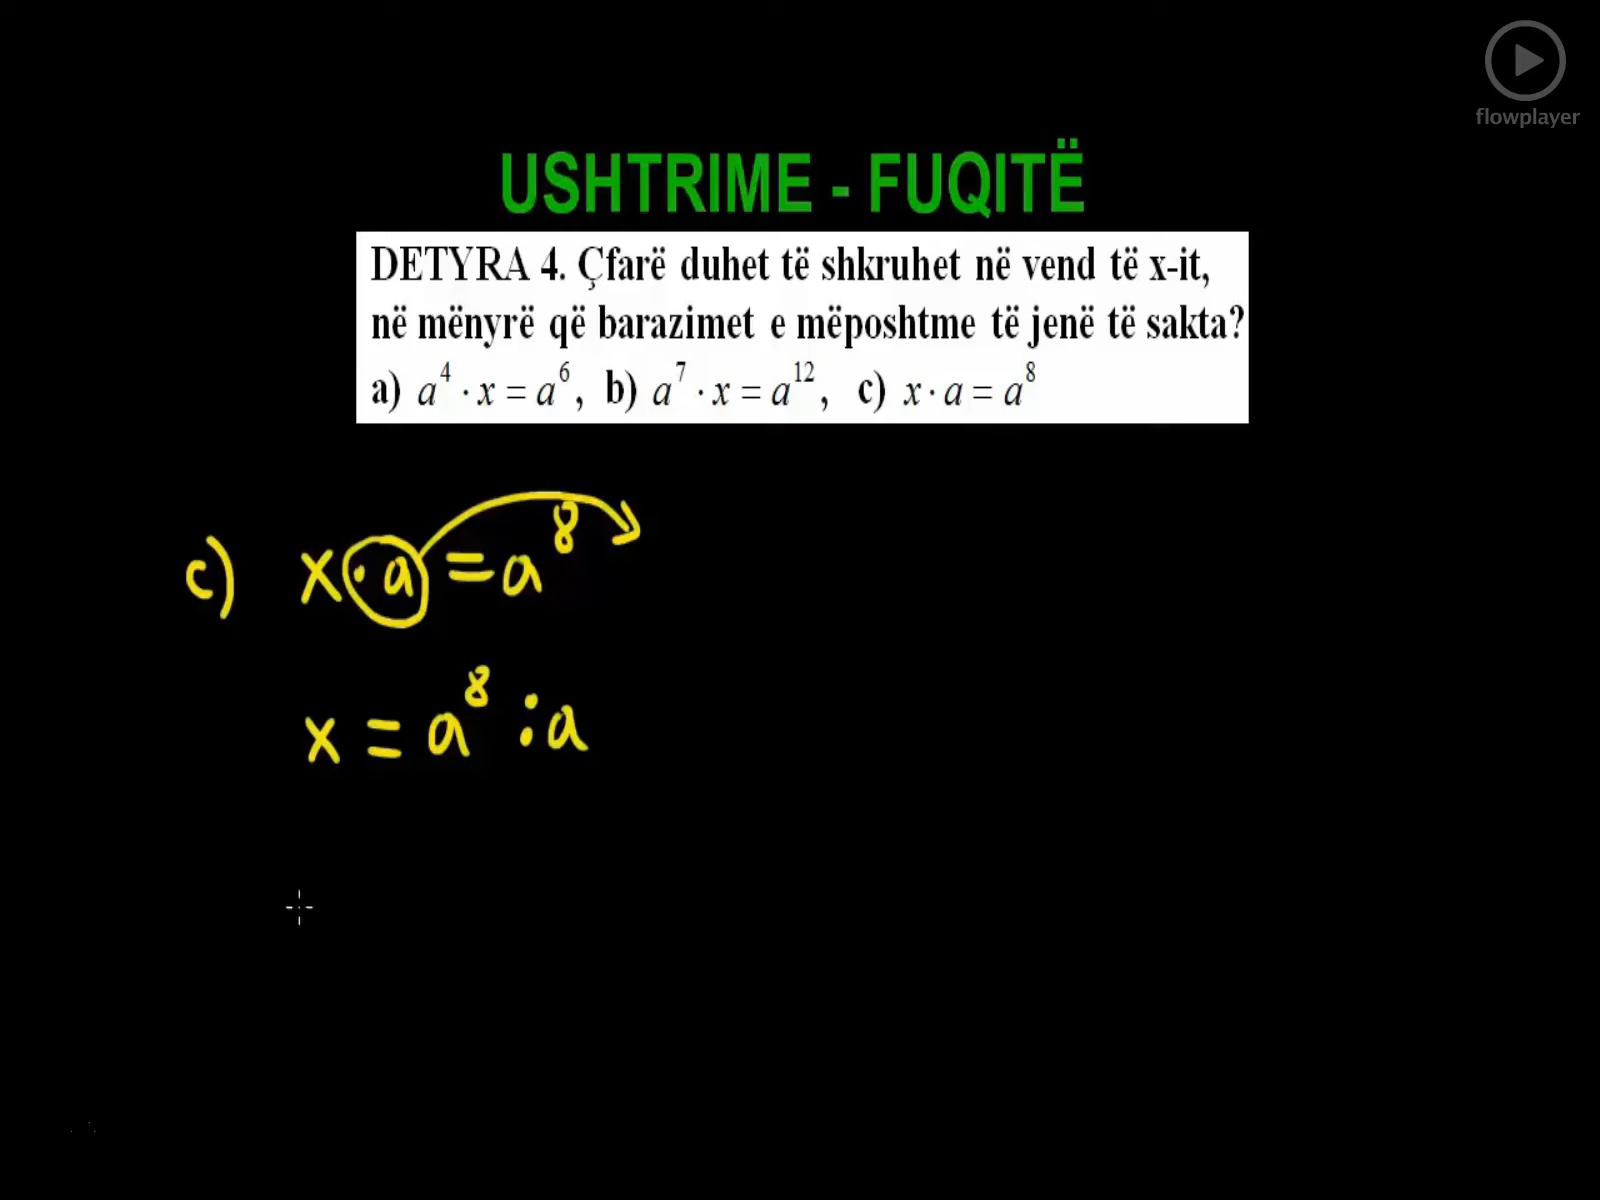 flowplayer
USHTRIME - FUQITË
DETYRA 4. Çfarë duhet të shkruhet në vend të x-it,
në mënyrë që barazimet e mëposhtme të jenë të sakta?
a) a⁴ · x = a⁶, b) a⁷ · x = a¹², c) x · a = a⁸
c) x · a = a⁸
x = a⁸ : a